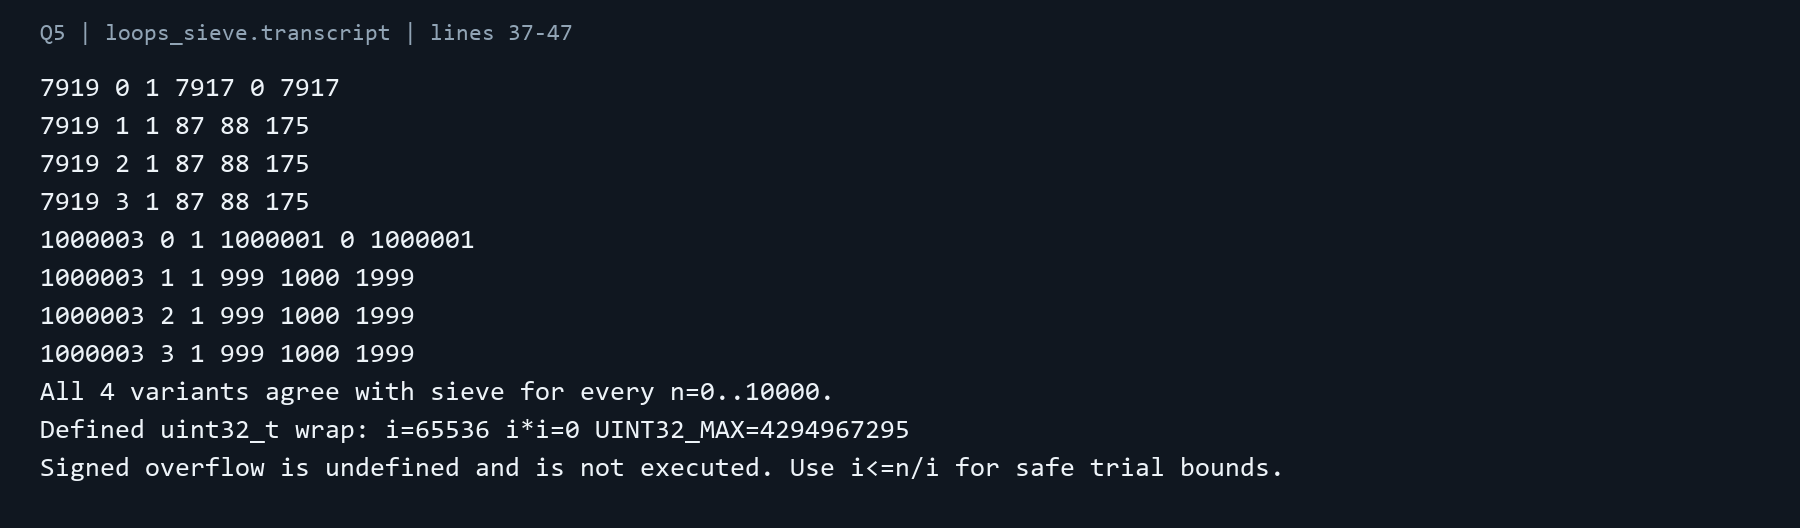 Q5 | loops_sieve.transcript | lines 37-47
7919 0 1 7917 0 7917
7919 1 1 87 88 175
7919 2 1 87 88 175
7919 3 1 87 88 175
1000003 0 1 1000001 0 1000001
1000003 1 1 999 1000 1999
1000003 2 1 999 1000 1999
1000003 3 1 999 1000 1999
All 4 variants agree with sieve for every n=0..10000.
Defined uint32_t wrap: i=65536 i*i=0 UINT32_MAX=4294967295
Signed overflow is undefined and is not executed. Use i<=n/i for safe trial bounds.